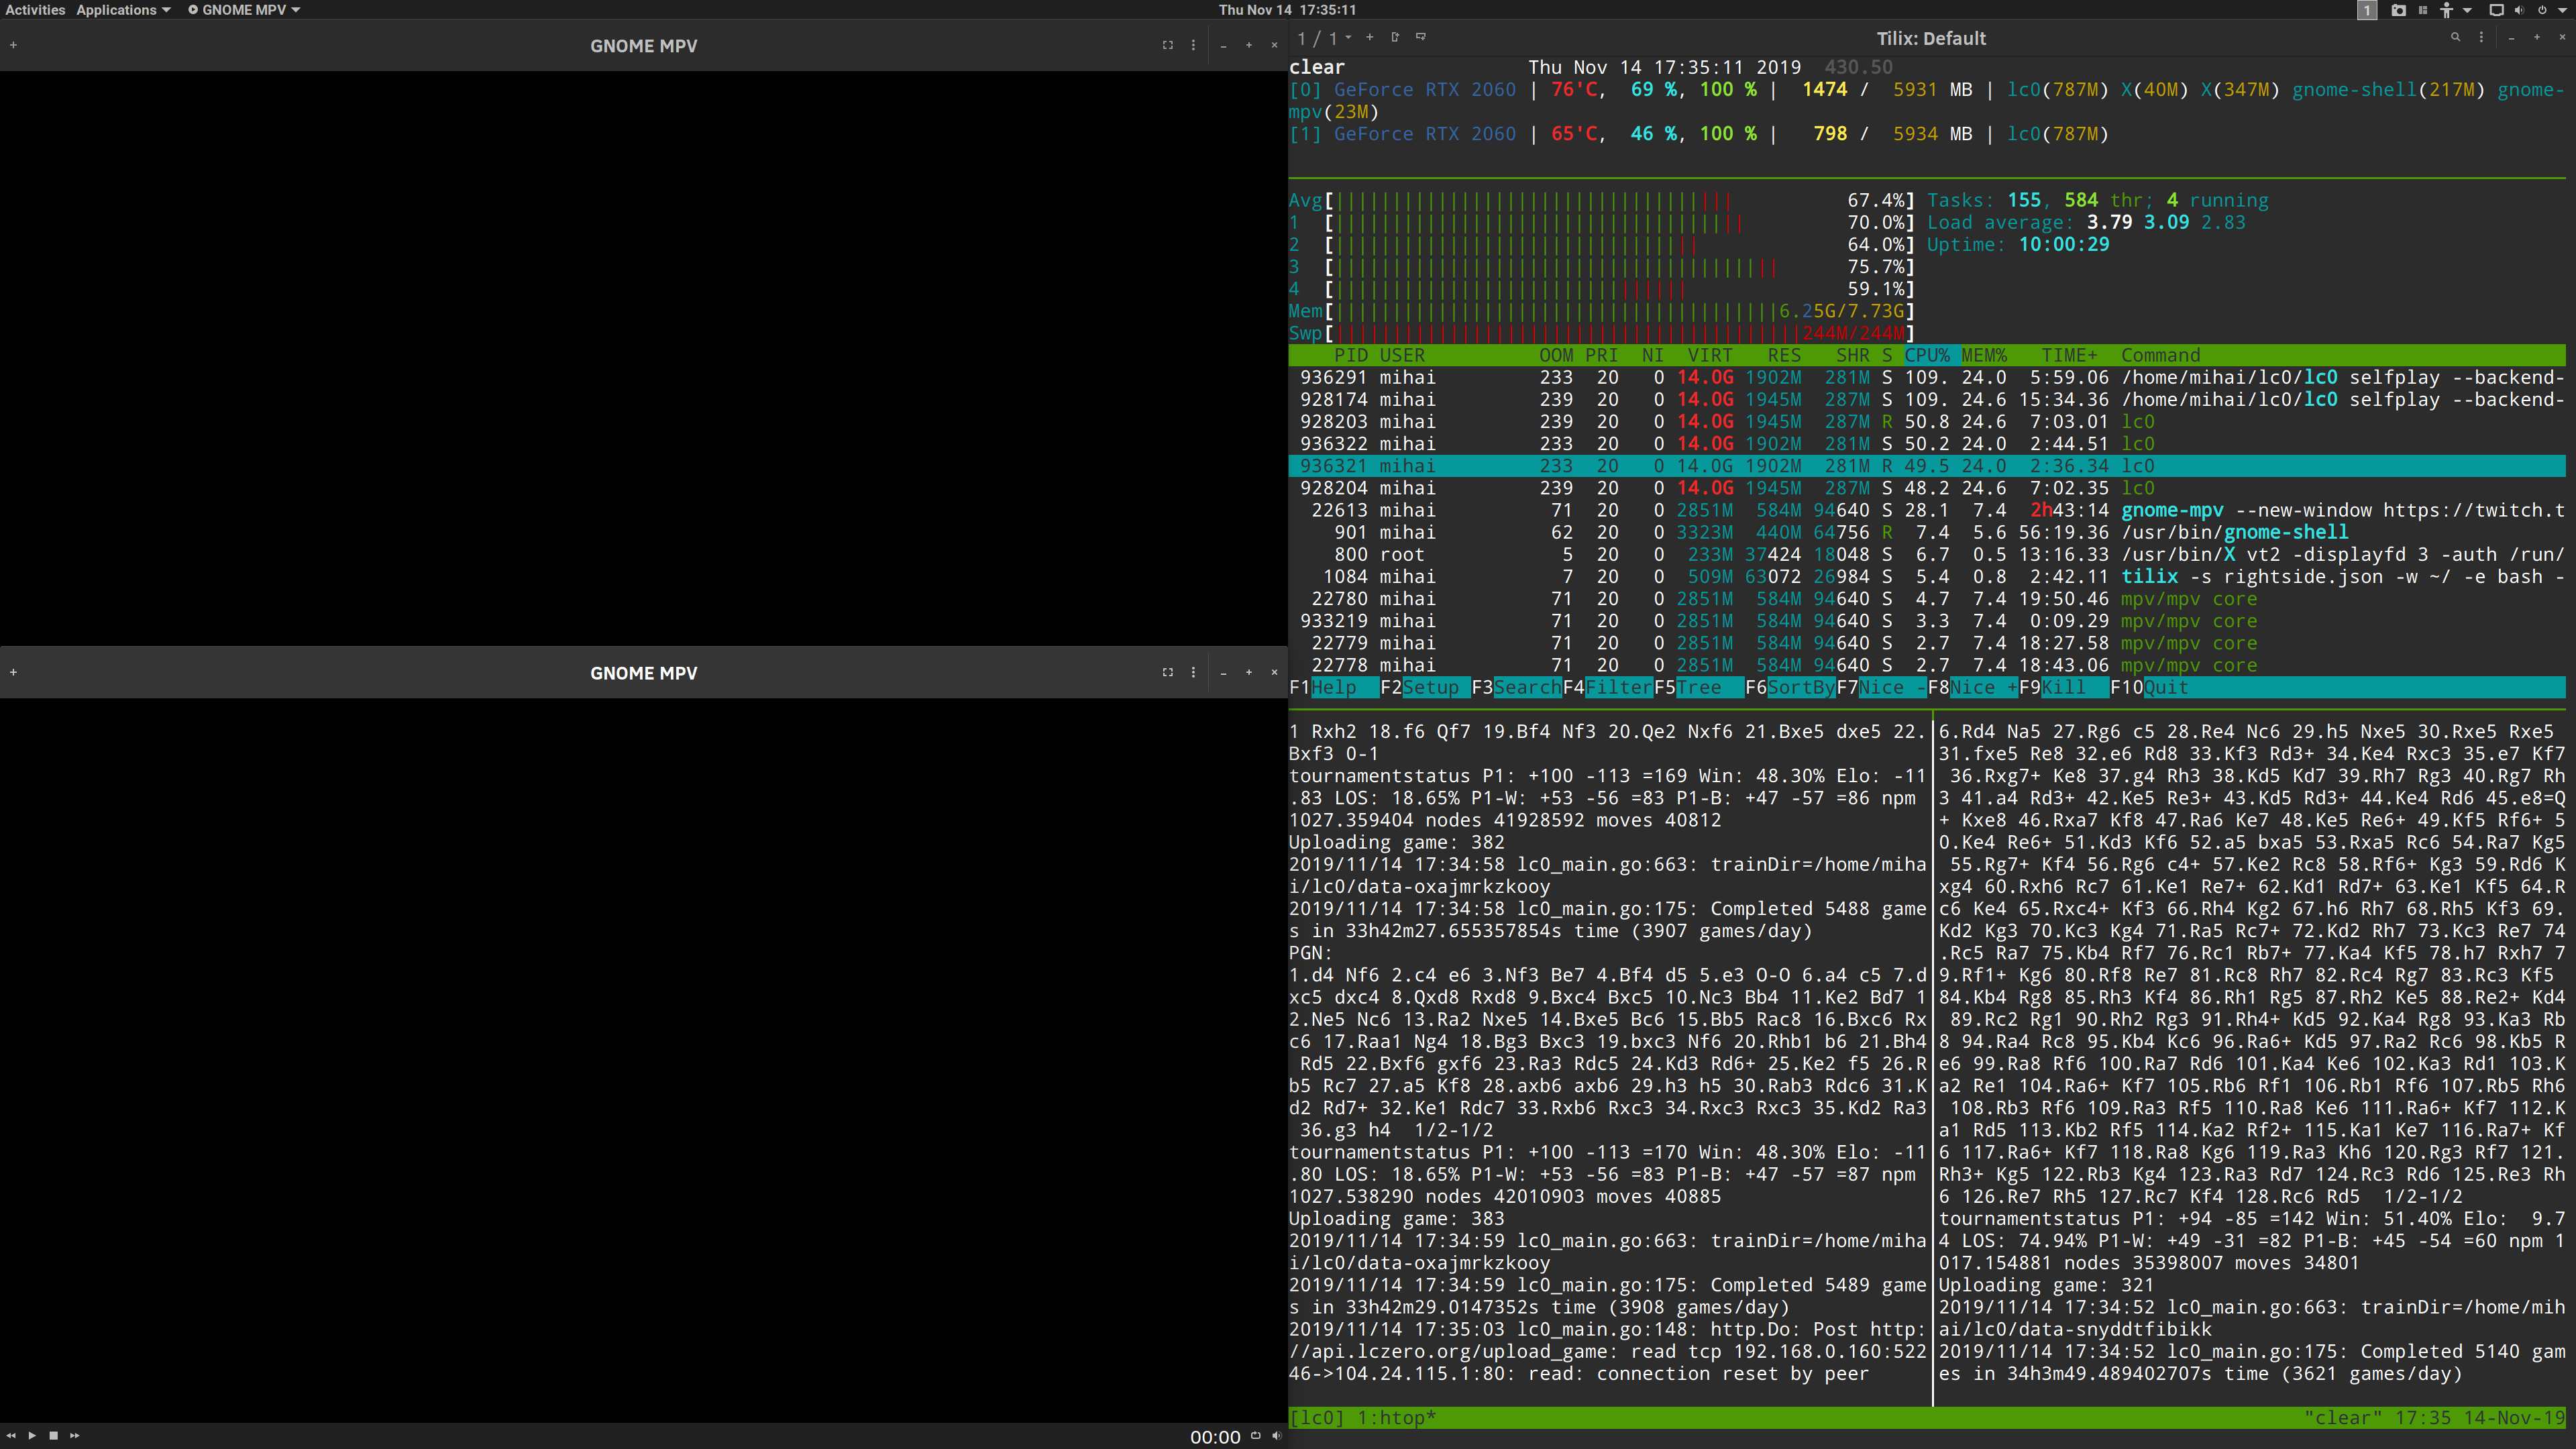 Activities Applications GNOME MPV Thu Nov 14 17:35:11 1
GNOME MPV
GNOME MPV
00:00
1 / 1 Tilix: Default
clear Thu Nov 14 17:35:11 2019 430.50
[0] GeForce RTX 2060 | 76'C, 69 %, 100 % | 1474 / 5931 MB | lc0(787M) X(40M) X(347M) gnome-shell(217M) gnome-
mpv(23M)
[1] GeForce RTX 2060 | 65'C, 46 %, 100 % | 798 / 5934 MB | lc0(787M)
Avg[ 67.4%] Tasks: 155, 584 thr; 4 running
1 [ 70.0%] Load average: 3.79 3.09 2.83
2 [ 64.0%] Uptime: 10:00:29
3 [ 75.7%]
4 [ 59.1%]
Mem[ 6.25G/7.73G]
Swp[ 244M/244M]
PID USER OOM PRI NI VIRT RES SHR S CPU% MEM% TIME+ Command
936291 mihai 233 20 0 14.0G 1902M 281M S 109. 24.0 5:59.06 /home/mihai/lc0/lc0 selfplay --backend-
928174 mihai 239 20 0 14.0G 1945M 287M S 109. 24.6 15:34.36 /home/mihai/lc0/lc0 selfplay --backend-
928203 mihai 239 20 0 14.0G 1945M 287M R 50.8 24.6 7:03.01 lc0
936322 mihai 233 20 0 14.0G 1902M 281M S 50.2 24.0 2:44.51 lc0
936321 mihai 233 20 0 14.0G 1902M 281M R 49.5 24.0 2:36.34 lc0
928204 mihai 239 20 0 14.0G 1945M 287M S 48.2 24.6 7:02.35 lc0
22613 mihai 71 20 0 2851M 584M 94640 S 28.1 7.4 2h43:14 gnome-mpv --new-window https://twitch.t
901 mihai 62 20 0 3323M 440M 64756 R 7.4 5.6 56:19.36 /usr/bin/gnome-shell
800 root 5 20 0 233M 37424 18048 S 6.7 0.5 13:16.33 /usr/bin/X vt2 -displayfd 3 -auth /run/
1084 mihai 7 20 0 509M 63072 26984 S 5.4 0.8 2:42.11 tilix -s rightside.json -w ~/ -e bash -
22780 mihai 71 20 0 2851M 584M 94640 S 4.7 7.4 19:50.46 mpv/mpv core
933219 mihai 71 20 0 2851M 584M 94640 S 3.3 7.4 0:09.29 mpv/mpv core
22779 mihai 71 20 0 2851M 584M 94640 S 2.7 7.4 18:27.58 mpv/mpv core
22778 mihai 71 20 0 2851M 584M 94640 S 2.7 7.4 18:43.06 mpv/mpv core
F1Help F2Setup F3SearchF4FilterF5Tree F6SortByF7Nice -F8Nice +F9Kill F10Quit
1 Rxh2 18.f6 Qf7 19.Bf4 Nf3 20.Qe2 Nxf6 21.Bxe5 dxe5 22.
Bxf3 0-1
tournamentstatus P1: +100 -113 =169 Win: 48.30% Elo: -11
.83 LOS: 18.65% P1-W: +53 -56 =83 P1-B: +47 -57 =86 npm
1027.359404 nodes 41928592 moves 40812
Uploading game: 382
2019/11/14 17:34:58 lc0_main.go:663: trainDir=/home/miha
i/lc0/data-oxajmrkzkooy
2019/11/14 17:34:58 lc0_main.go:175: Completed 5488 game
s in 33h42m27.655357854s time (3907 games/day)
PGN:
1.d4 Nf6 2.c4 e6 3.Nf3 Be7 4.Bf4 d5 5.e3 O-O 6.a4 c5 7.d
xc5 dxc4 8.Qxd8 Rxd8 9.Bxc4 Bxc5 10.Nc3 Bb4 11.Ke2 Bd7 1
2.Ne5 Nc6 13.Ra2 Nxe5 14.Bxe5 Bc6 15.Bb5 Rac8 16.Bxc6 Rx
c6 17.Raa1 Ng4 18.Bg3 Bxc3 19.bxc3 Nf6 20.Rhb1 b6 21.Bh4
Rd5 22.Bxf6 gxf6 23.Ra3 Rdc5 24.Kd3 Rd6+ 25.Ke2 f5 26.R
b5 Rc7 27.a5 Kf8 28.axb6 axb6 29.h3 h5 30.Rab3 Rdc6 31.K
d2 Rd7+ 32.Ke1 Rdc7 33.Rxb6 Rxc3 34.Rxc3 Rxc3 35.Kd2 Ra3
36.g3 h4 1/2-1/2
tournamentstatus P1: +100 -113 =170 Win: 48.30% Elo: -11
.80 LOS: 18.65% P1-W: +53 -56 =83 P1-B: +47 -57 =87 npm
1027.538290 nodes 42010903 moves 40885
Uploading game: 383
2019/11/14 17:34:59 lc0_main.go:663: trainDir=/home/miha
i/lc0/data-oxajmrkzkooy
2019/11/14 17:34:59 lc0_main.go:175: Completed 5489 game
s in 33h42m29.0147352s time (3908 games/day)
2019/11/14 17:35:03 lc0_main.go:148: http.Do: Post http:
//api.lczero.org/upload_game: read tcp 192.168.0.160:522
46->104.24.115.1:80: read: connection reset by peer
6.Rd4 Na5 27.Rg6 c5 28.Re4 Nc6 29.h5 Nxe5 30.Rxe5 Rxe5
31.fxe5 Re8 32.e6 Rd8 33.Kf3 Rd3+ 34.Ke4 Rxc3 35.e7 Kf7
36.Rxg7+ Ke8 37.g4 Rh3 38.Kd5 Kd7 39.Rh7 Rg3 40.Rg7 Rh
3 41.a4 Rd3+ 42.Ke5 Re3+ 43.Kd5 Rd3+ 44.Ke4 Rd6 45.e8=Q
+ Kxe8 46.Rxa7 Kf8 47.Ra6 Ke7 48.Ke5 Re6+ 49.Kf5 Rf6+ 5
0.Ke4 Re6+ 51.Kd3 Kf6 52.a5 bxa5 53.Rxa5 Rc6 54.Ra7 Kg5
55.Rg7+ Kf4 56.Rg6 c4+ 57.Ke2 Rc8 58.Rf6+ Kg3 59.Rd6 K
xg4 60.Rxh6 Rc7 61.Ke1 Re7+ 62.Kd1 Rd7+ 63.Ke1 Kf5 64.R
c6 Ke4 65.Rxc4+ Kf3 66.Rh4 Kg2 67.h6 Rh7 68.Rh5 Kf3 69.
Kd2 Kg3 70.Kc3 Kg4 71.Ra5 Rc7+ 72.Kd2 Rh7 73.Kc3 Re7 74
.Rc5 Ra7 75.Kb4 Rf7 76.Rc1 Rb7+ 77.Ka4 Kf5 78.h7 Rxh7 7
9.Rf1+ Kg6 80.Rf8 Re7 81.Rc8 Rh7 82.Rc4 Rg7 83.Rc3 Kf5
84.Kb4 Rg8 85.Rh3 Kf4 86.Rh1 Rg5 87.Rh2 Ke5 88.Re2+ Kd4
89.Rc2 Rg1 90.Rh2 Rg3 91.Rh4+ Kd5 92.Ka4 Rg8 93.Ka3 Rb
8 94.Ra4 Rc8 95.Kb4 Kc6 96.Ra6+ Kd5 97.Ra2 Rc6 98.Kb5 R
e6 99.Ra8 Rf6 100.Ra7 Rd6 101.Ka4 Ke6 102.Ka3 Rd1 103.K
a2 Re1 104.Ra6+ Kf7 105.Rb6 Rf1 106.Rb1 Rf6 107.Rb5 Rh6
108.Rb3 Rf6 109.Ra3 Rf5 110.Ra8 Ke6 111.Ra6+ Kf7 112.K
a1 Rd5 113.Kb2 Rf5 114.Ka2 Rf2+ 115.Ka1 Ke7 116.Ra7+ Kf
6 117.Ra6+ Kf7 118.Ra8 Kg6 119.Ra3 Kh6 120.Rg3 Rf7 121.
Rh3+ Kg5 122.Rb3 Kg4 123.Ra3 Rd7 124.Rc3 Rd6 125.Re3 Rh
6 126.Re7 Rh5 127.Rc7 Kf4 128.Rc6 Rd5 1/2-1/2
tournamentstatus P1: +94 -85 =142 Win: 51.40% Elo: 9.7
4 LOS: 74.94% P1-W: +49 -31 =82 P1-B: +45 -54 =60 npm 1
017.154881 nodes 35398007 moves 34801
Uploading game: 321
2019/11/14 17:34:52 lc0_main.go:663: trainDir=/home/mih
ai/lc0/data-snyddtfibikk
2019/11/14 17:34:52 lc0_main.go:175: Completed 5140 gam
es in 34h3m49.489402707s time (3621 games/day)
[lc0] 1:htop* "clear" 17:35 14-Nov-19